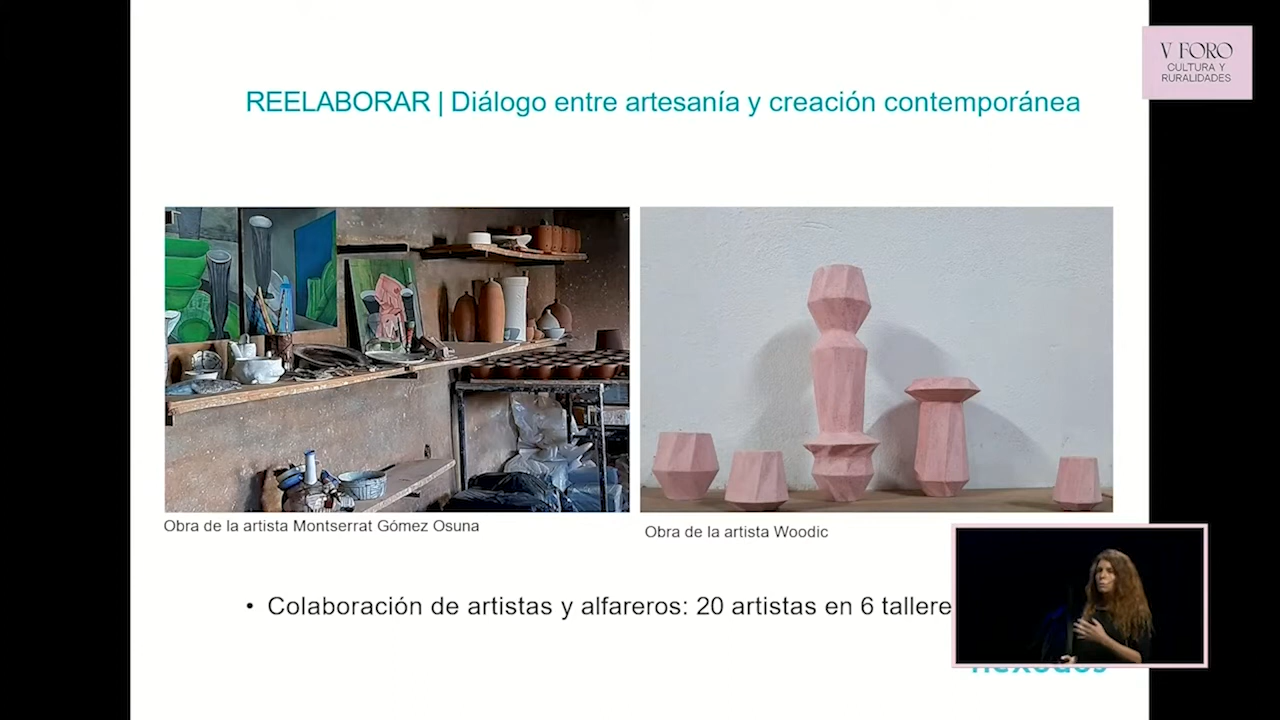 V FORO
CULTURA Y
RURALIDADES
REELABORAR | Diálogo entre artesanía y creación contemporánea
Obra de la artista Montserrat Gómez Osuna
Obra de la artista Woodic
• Colaboración de artistas y alfareros: 20 artistas en 6 tallere